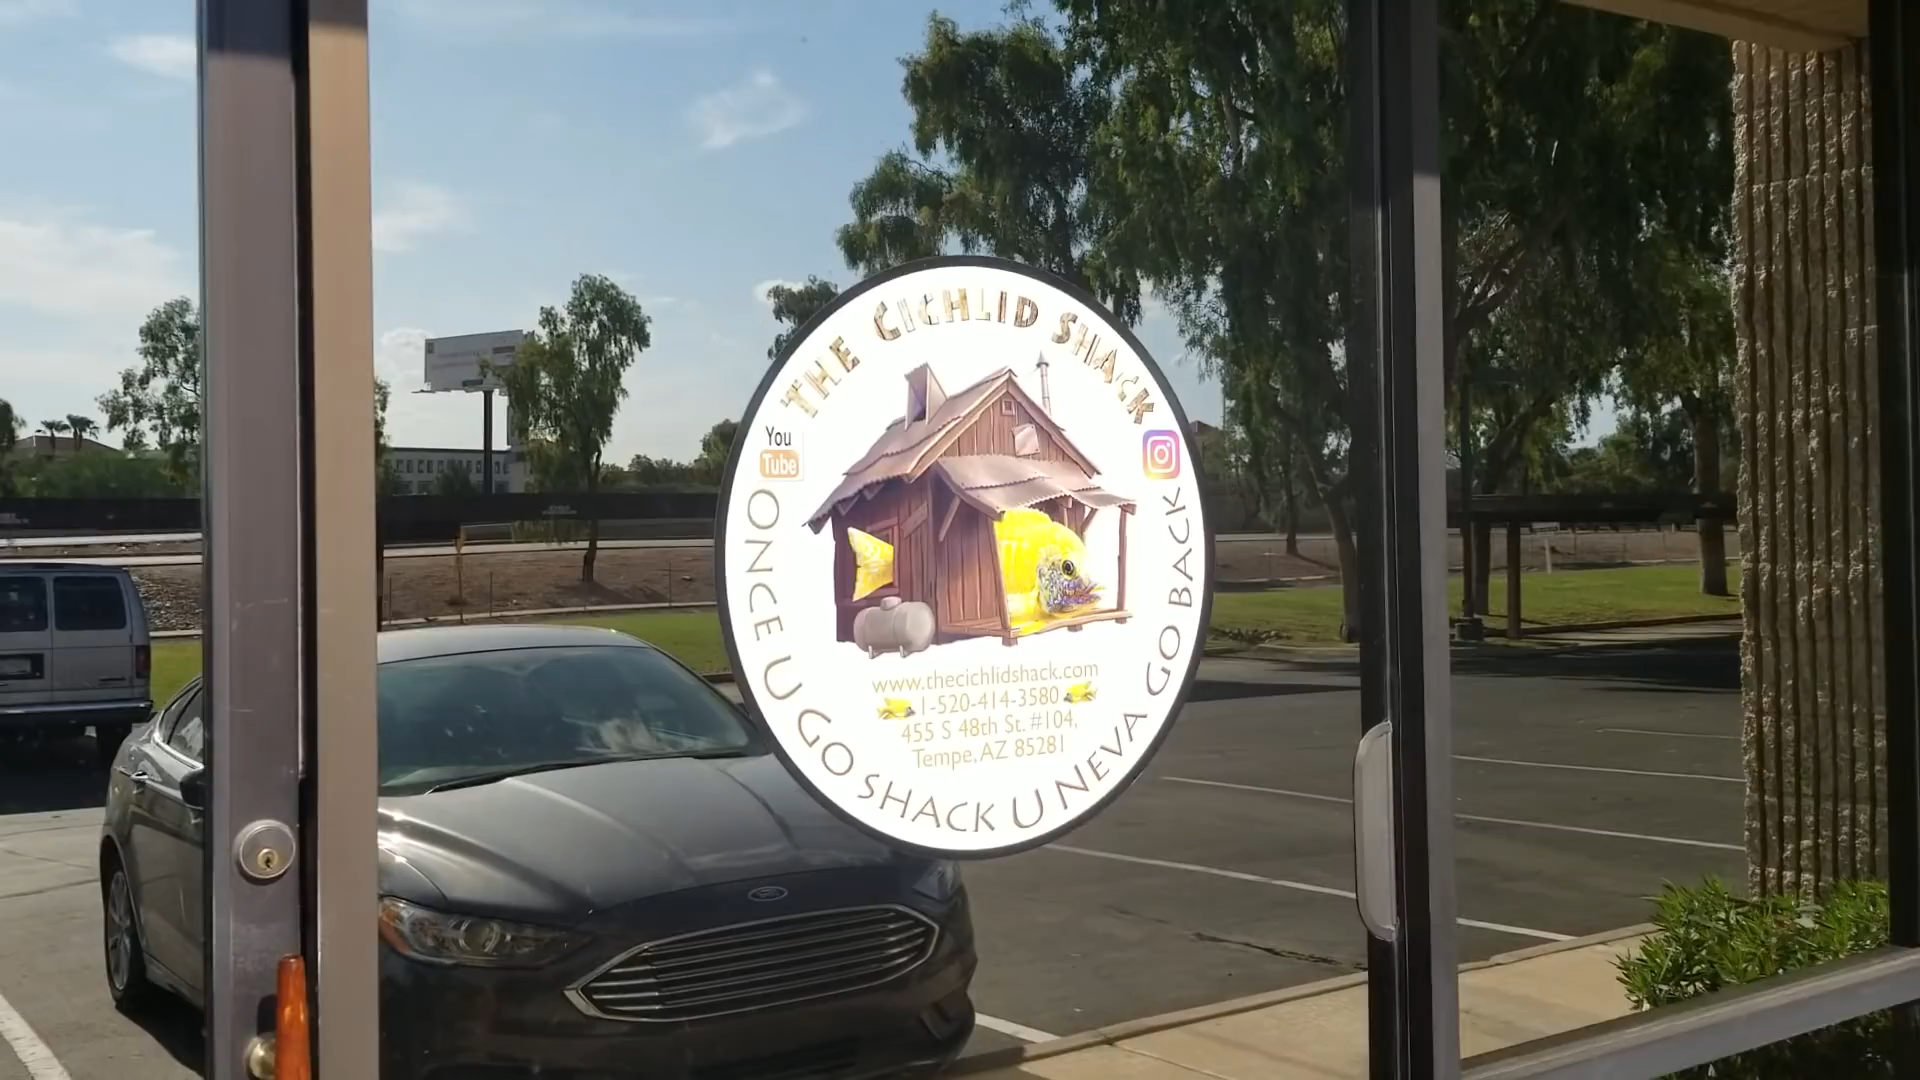 THE CICHLID SHACK
You
Tube
www.thecichlidshack.com
1-520-414-3580
455 S 48th St. #104,
Tempe, AZ 85281
ONCE U GO SHACK U NEVA GO BACK